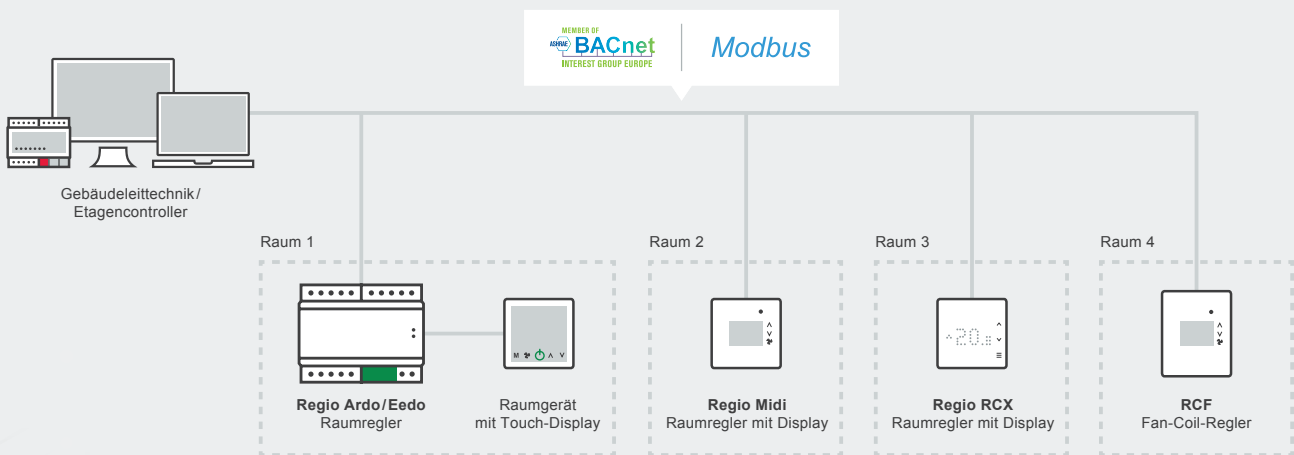 MEMBER OF
ASHRAE BACnet
INTEREST GROUP EUROPE
Modbus
Gebäudeleittechnik/
Etagencontroller
Raum 1
Raum 2
Raum 3
Raum 4
M
20.8
Regio Ardo/Eedo
Raumregler
Raumgerät
mit Touch-Display
Regio Midi
Raumregler mit Display
Regio RCX
Raumregler mit Display
RCF
Fan-Coil-Regler